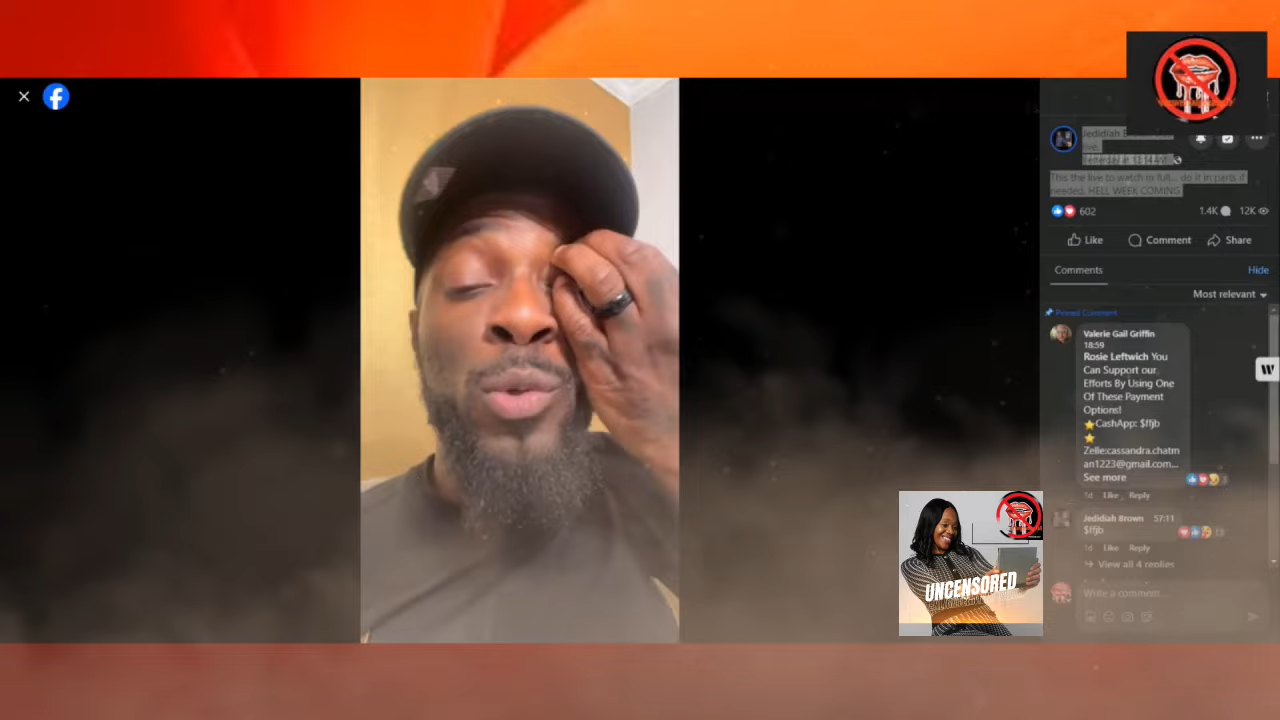 Jedidiah
live.
This the live to watch in full... do it in parts if
needed. HELL WEEK COMING
602
1.4K
12K
Like
Comment
Share
Comments
Hide
Most relevant
Pinned Comment
Valerie Gail Griffin
18:59
Rosie Leftwich You
Can Support our
Efforts By Using One
Of These Payment
Options!
CashApp: $ffjb
Zelle:cassandra.chatm
an1223@gmail.com...
See more
1d Like Reply
Jedidiah Brown 57:11
$ffjb
1d Like Reply
View all 4 replies
Write a comment...
W
UNCENSORED